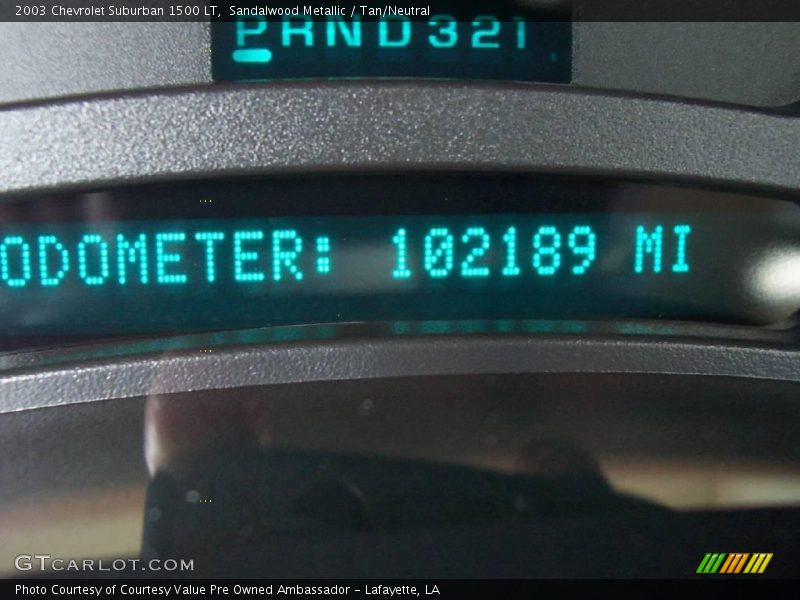 2003 Chevrolet Suburban 1500 LT, Sandalwood Metallic / Tan/Neutral
PRND321
ODOMETER: 102189 MI
GTCARLOT.COM
Photo Courtesy of Courtesy Value Pre Owned Ambassador - Lafayette, LA